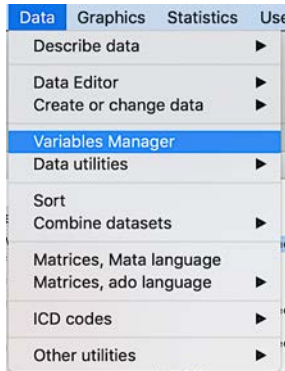 Data Graphics Statistics
Describe data
Data Editor
Create or change data
Variables Manager
Data utilities
Sort
Combine datasets
Matrices, Mata language
Matrices, ado language
ICD codes
Other utilities